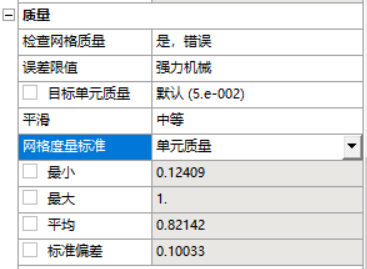 质量
检查网格质量 是，错误
误差限值 强力机械
目标单元质量 默认 (5.e-002)
平滑 中等
网格度量标准 单元质量
最小 0.12409
最大 1.
平均 0.82142
标准偏差 0.10033